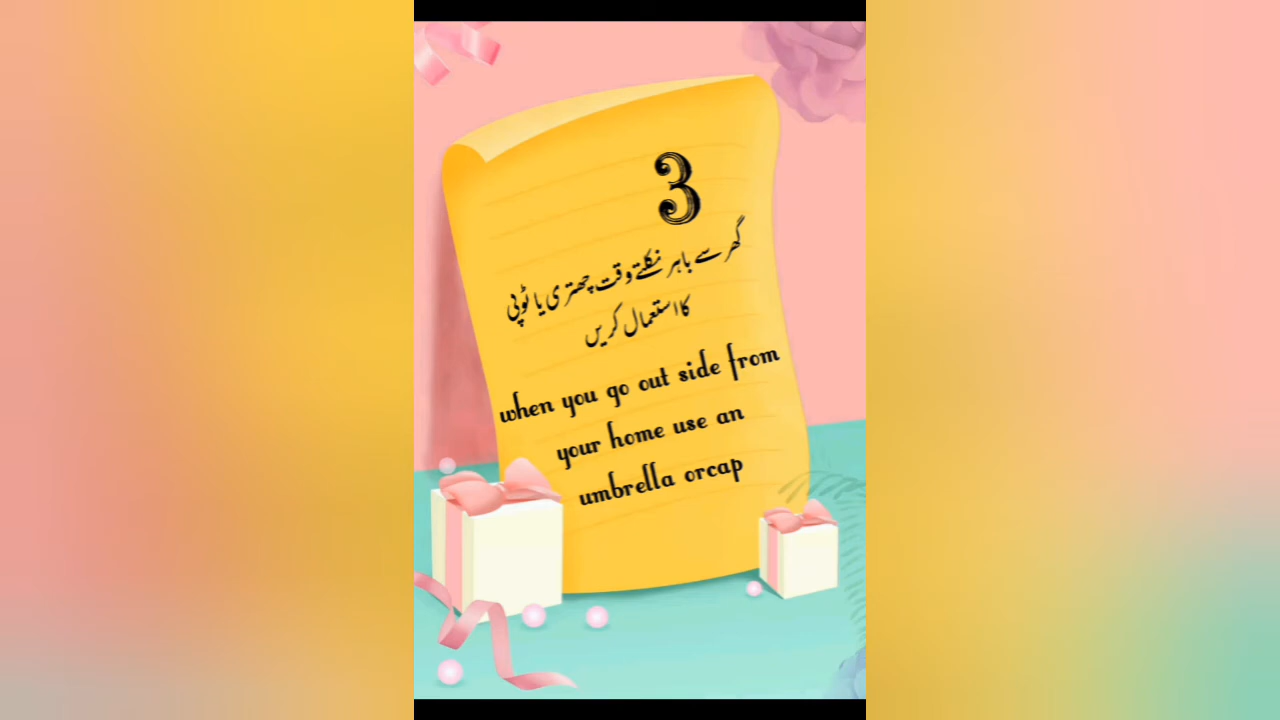 3
گھر سے باہر نکلتے وقت چھتری یا ٹوپی
کا استعمال کریں
when you go out side from
your home use an
umbrella orcap